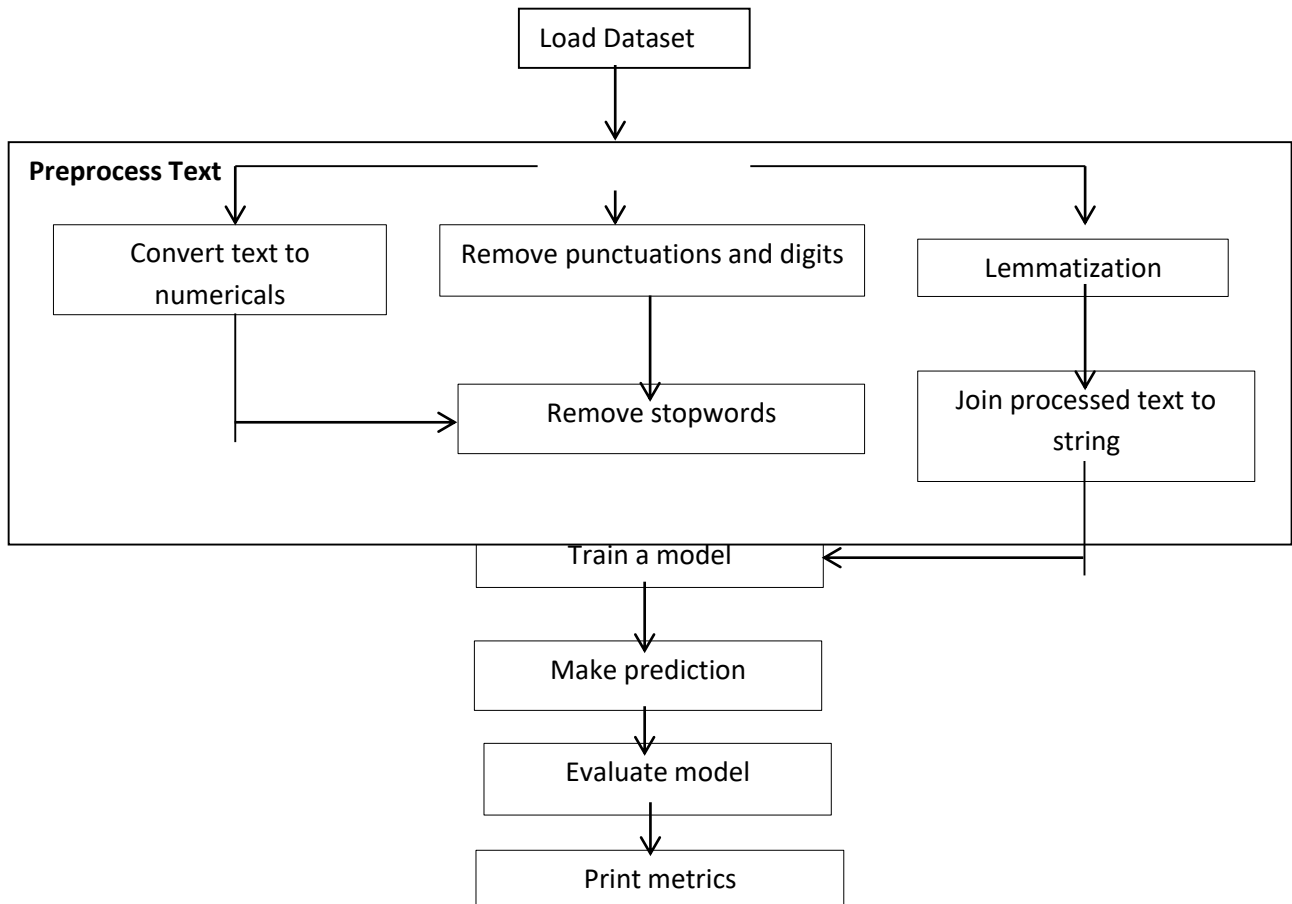 Load Dataset
Preprocess Text
Convert text to
numericals
Remove punctuations and digits
Lemmatization
Remove stopwords
Join processed text to
string
Train a model
Make prediction
Evaluate model
Print metrics